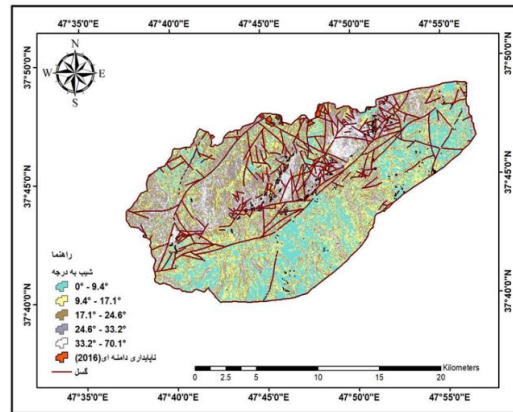 47°35'0"E 47°40'0"E 47°45'0"E 47°50'0"E 47°55'0"E
N
W E
S
37°50'0"N 37°50'0"N
37°45'0"N 37°45'0"N
37°40'0"N 37°40'0"N
راهنما
شیب به درجه
0° - 9.4°
9.4° - 17.1°
17.1° - 24.6°
24.6° - 33.2°
33.2° - 70.1°
ناپایداری دامنه ای(2016)
گسل
Kilometers
0 2.5 5 10 15 20
47°35'0"E 47°40'0"E 47°45'0"E 47°50'0"E 47°55'0"E